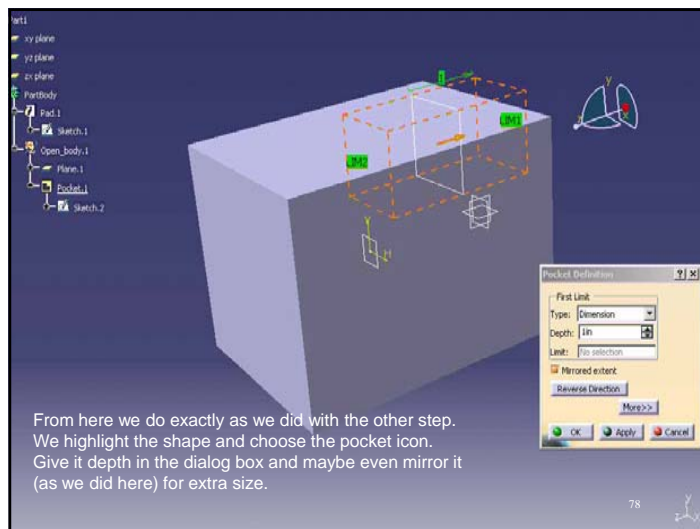 Part1
xy plane
yz plane
zx plane
PartBody
Pad.1
Sketch.1
Open_body.1
Plane.1
Pocket.1
Sketch.2
1
LIM1
LIM2
y
x
z
V
H
Pocket Definition
First Limit
Type: Dimension
Depth: 1in
Limit: No selection
Mirrored extent
Reverse Direction
More>>
OK Apply Cancel
From here we do exactly as we did with the other step.
We highlight the shape and choose the pocket icon.
Give it depth in the dialog box and maybe even mirror it
(as we did here) for extra size.
78